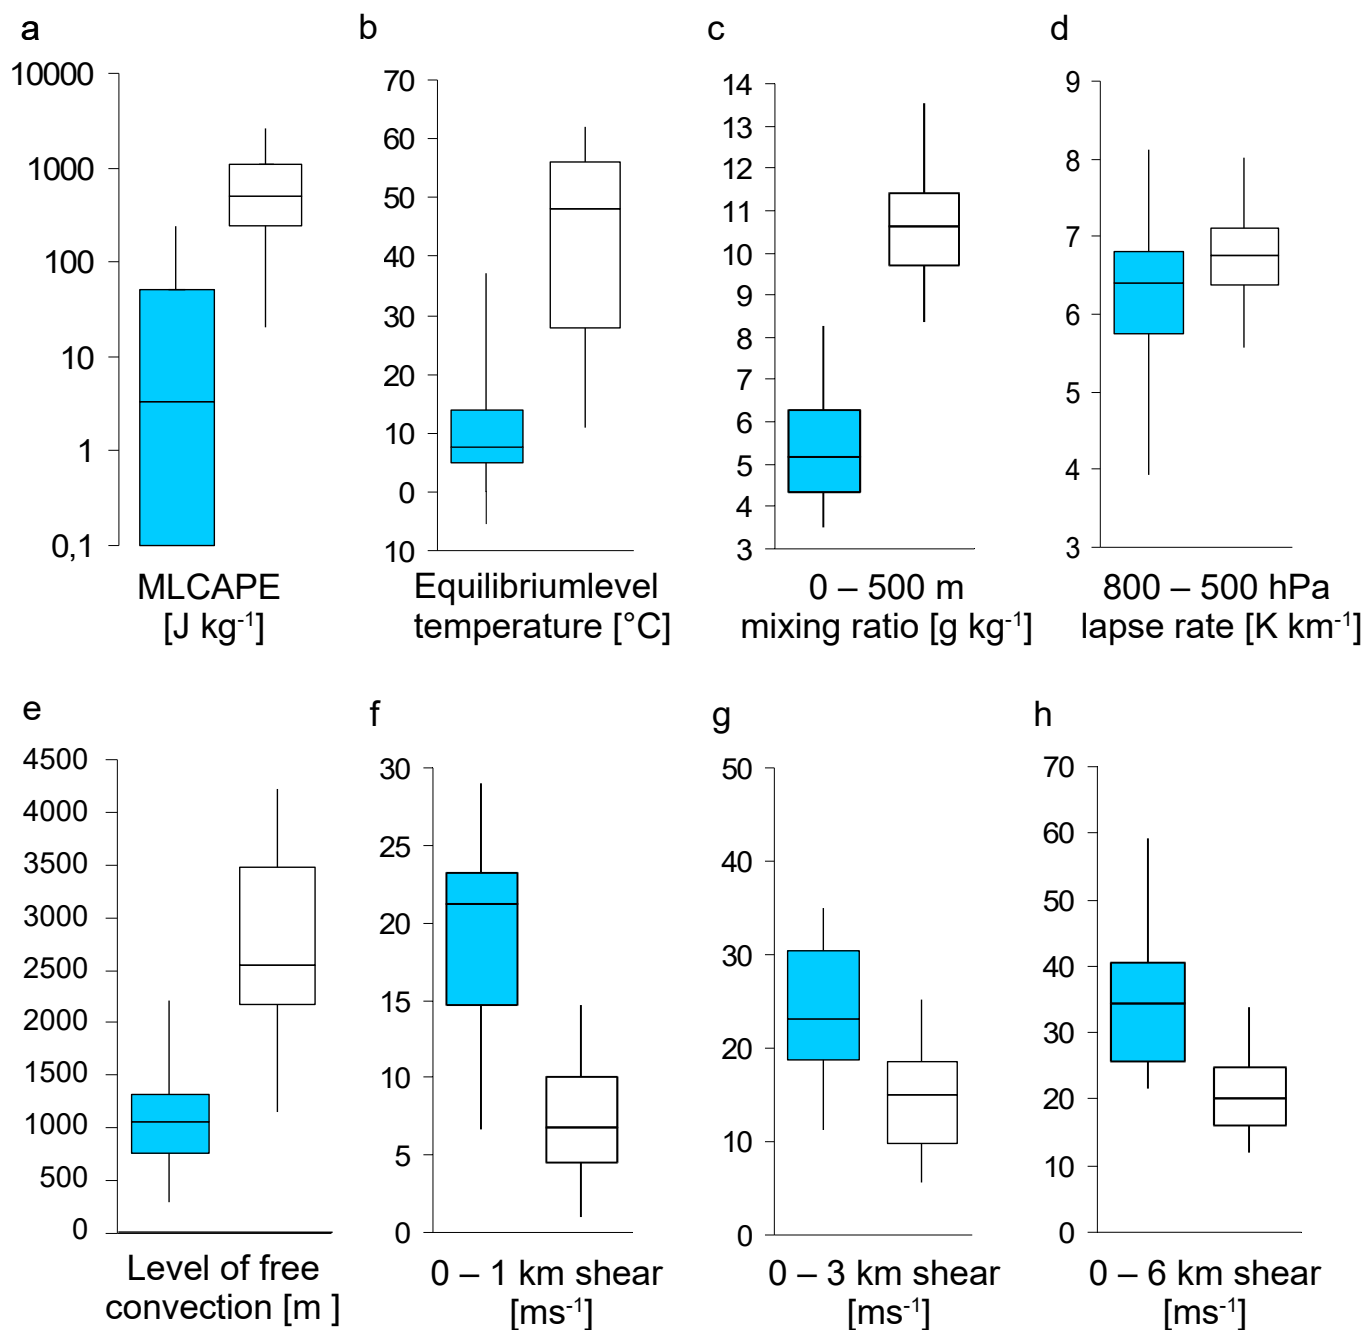 a
10000
1000
100
10
1
0,1
MLCAPE
[J kg-1]
b
70
60
50
40
30
20
10
0
10
Equilibriumlevel
temperature [°C]
c
14
13
12
11
10
9
8
7
6
5
4
3
0 – 500 m
mixing ratio [g kg-1]
d
9
8
7
6
5
4
3
800 – 500 hPa
lapse rate [K km-1]
e
4500
4000
3500
3000
2500
2000
1500
1000
500
0
Level of free
convection [m ]
f
30
25
20
15
10
5
0
0 – 1 km shear
[ms-1]
g
50
40
30
20
10
0
0 – 3 km shear
[ms-1]
h
70
60
50
40
30
20
10
0
0 – 6 km shear
[ms-1]